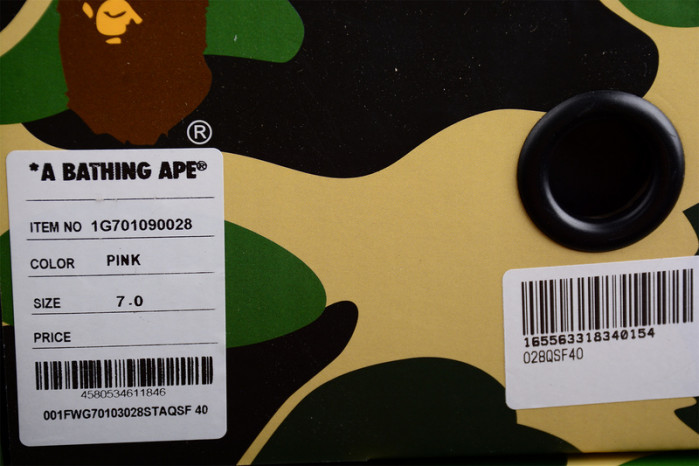 ®
*A BATHING APE®
ITEM NO 1G701090028
COLOR PINK
SIZE 7.0
PRICE
4580534611846
001FWG70103028STAQSF 40
165563318340154
028QSF40